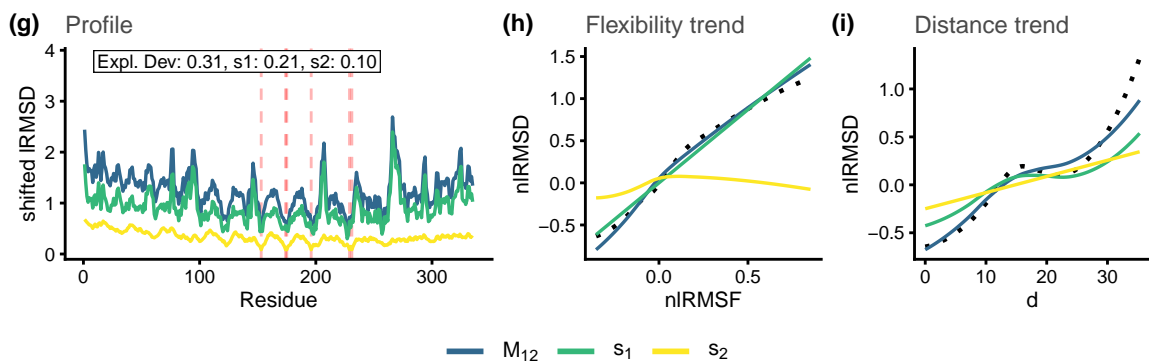 (g) Profile
Expl. Dev: 0.31, s1: 0.21, s2: 0.10
shifted lRMSD
4
3
2
1
0
0 100 200 300
Residue
(h) Flexibility trend
nlRMSD
1.0
0.5
0.0
−0.5
0.0 0.5
nlRMSF
(i) Distance trend
nlRMSD
1.0
0.5
0.0
−0.5
0 10 20 30
d
M12 s1 s2